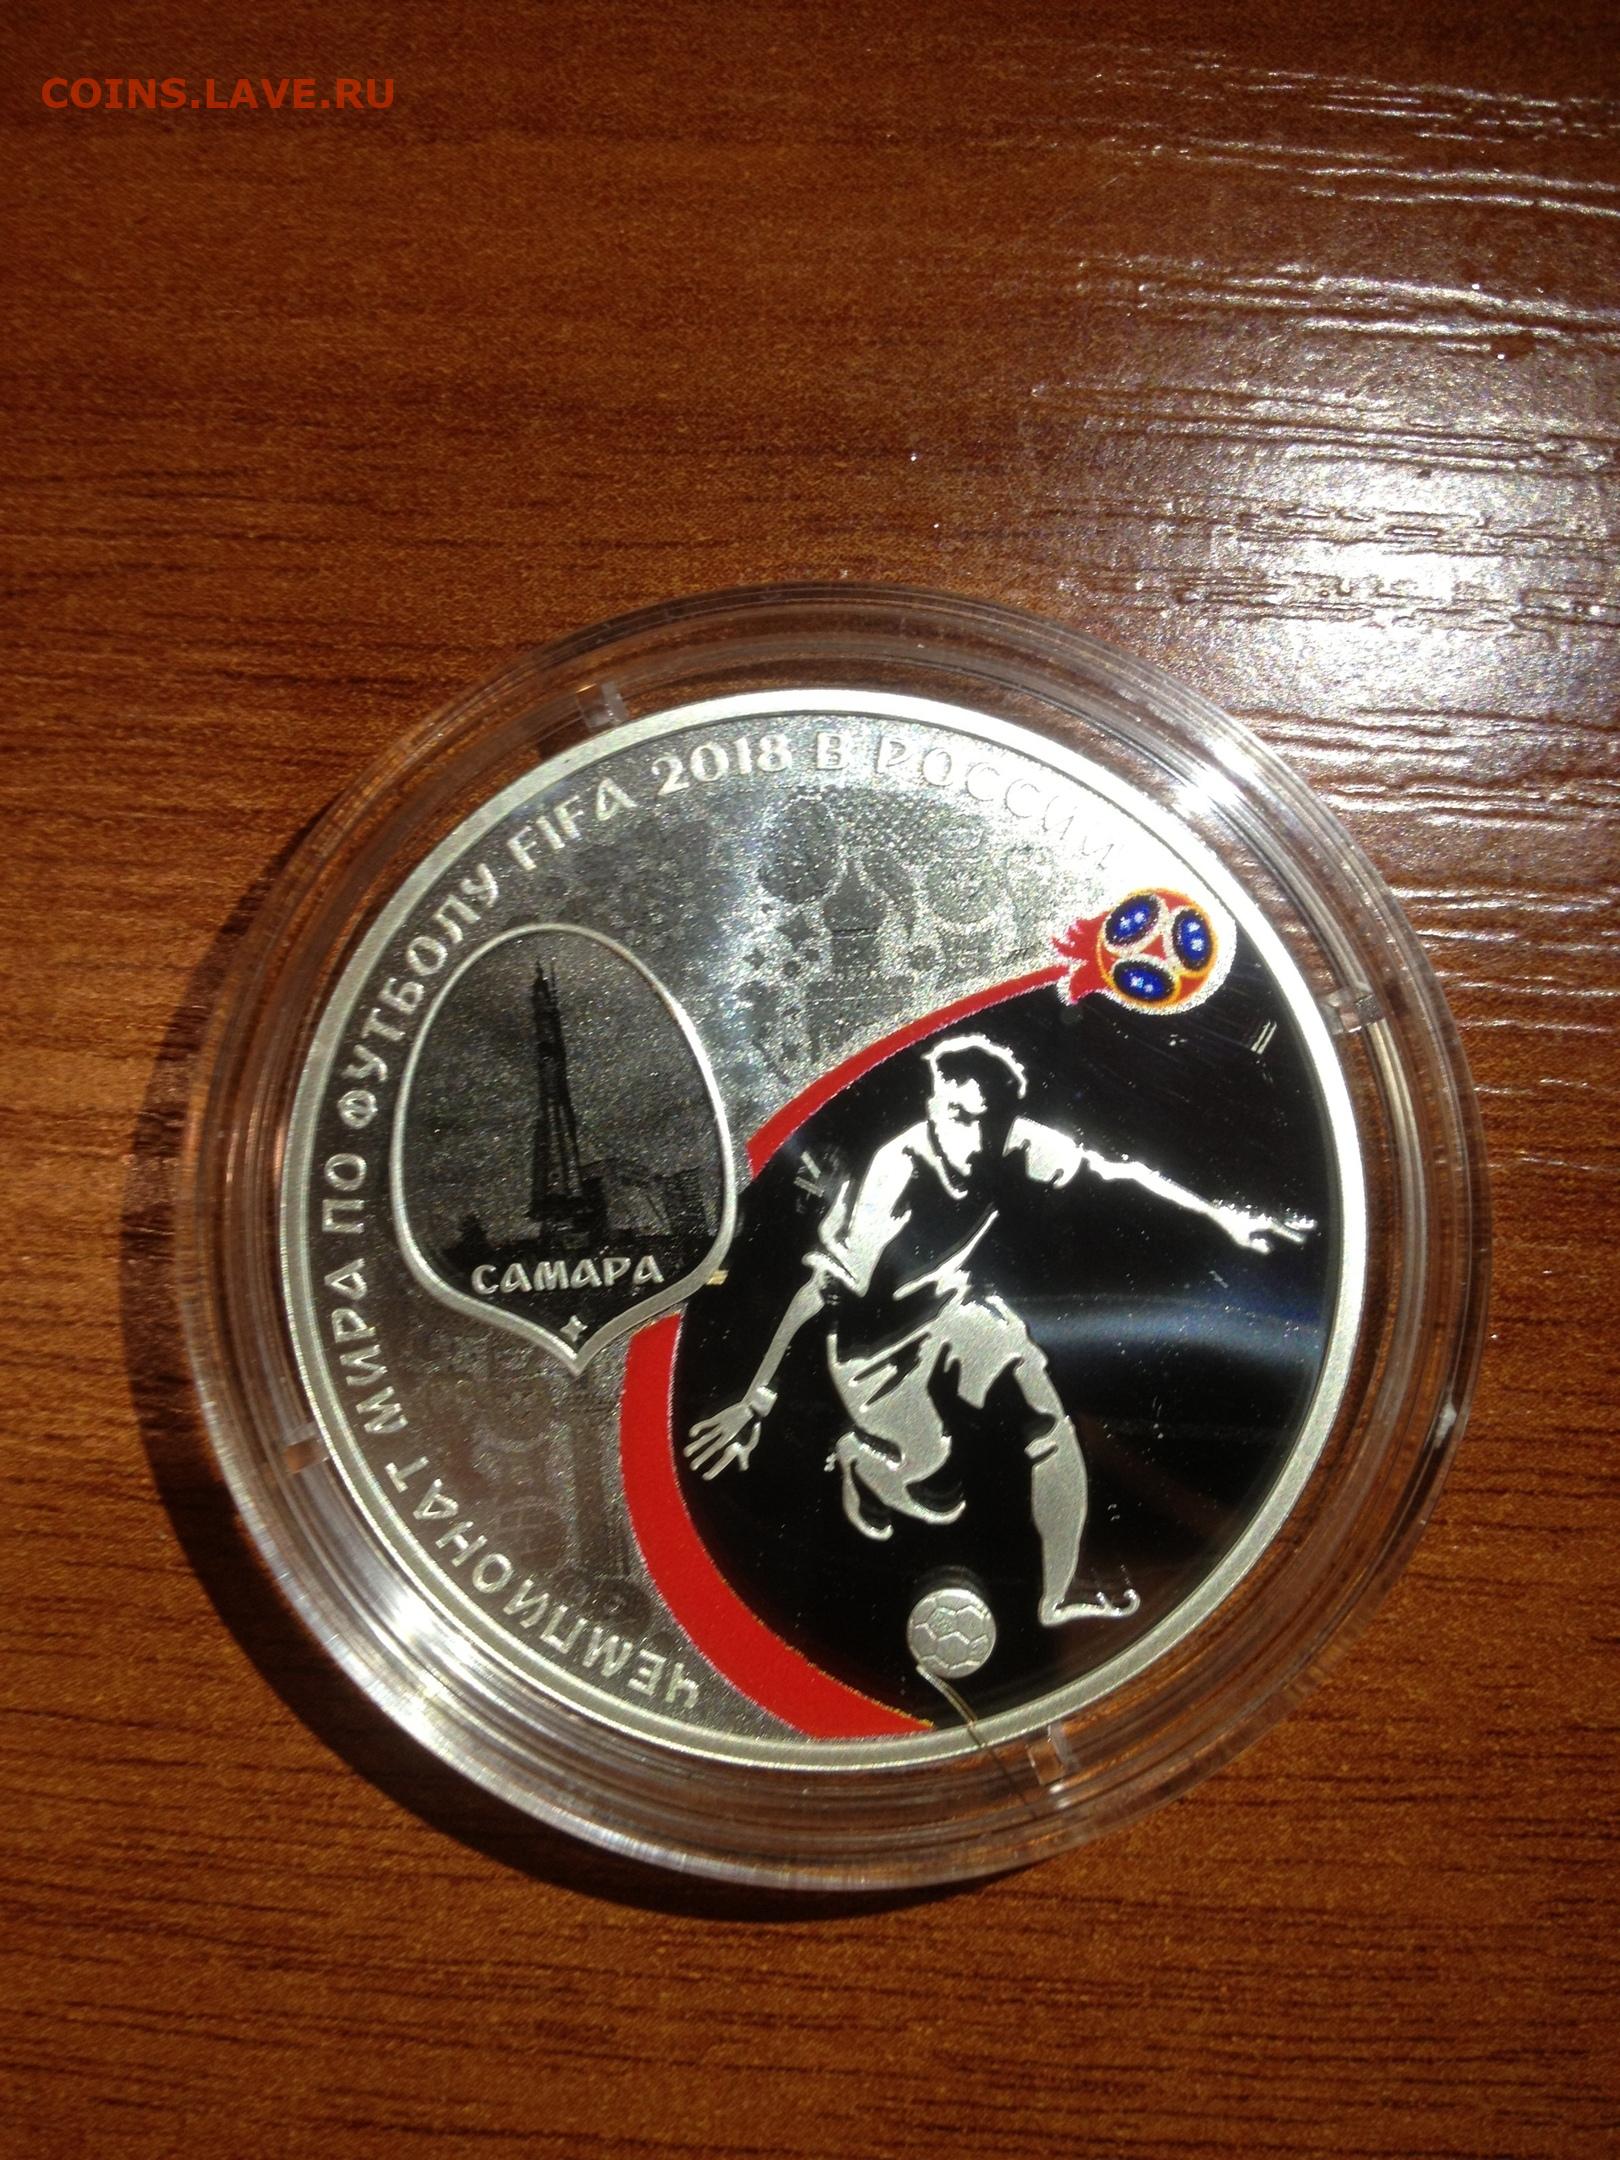 COINS.LAVE.RU
ЧЕМПИОНАТ МИРА ПО ФУТБОЛУ FIFA 2018 В РОССИИ
САМАРА